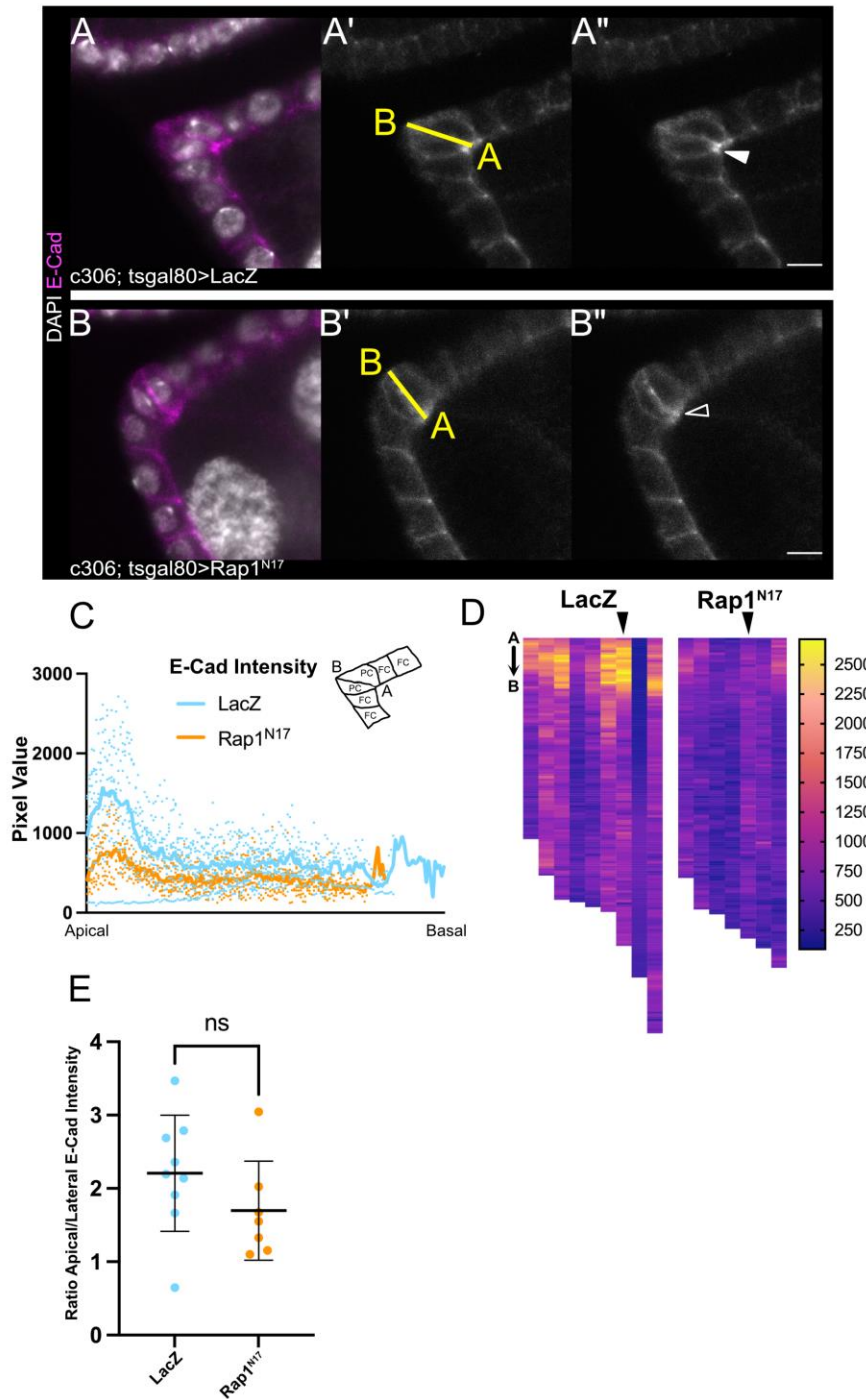 A A' A"
B
A
DAPI E-Cad
c306; tsgal80>LacZ
B B' B"
B
A
c306; tsgal80>Rap1N17
C
E-Cad Intensity
LacZ
Rap1N17
B PC FC FC
PC A
FC
FC
3000
2000
1000
0
Pixel Value
Apical Basal
D
LacZ Rap1N17
A
B
2500
2250
2000
1750
1500
1250
1000
750
500
250
E
ns
4
3
2
1
0
Ratio Apical/Lateral E-Cad Intensity
LacZ
Rap1N17